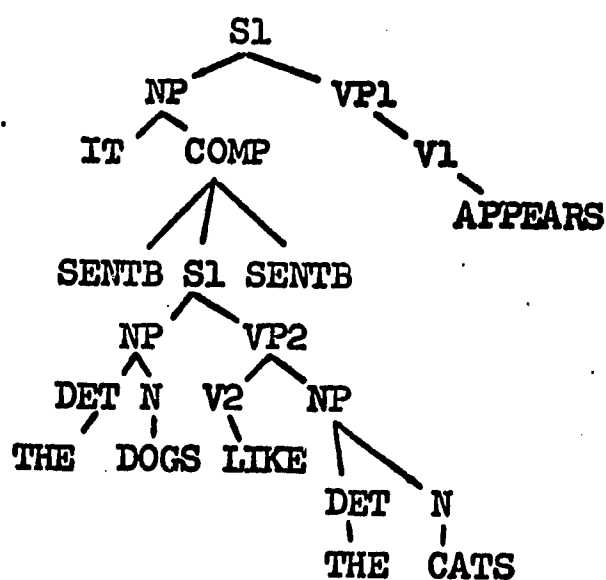 S1
NP VP1
IT COMP V1
APPEARS
SENTB S1 SENTB
NP VP2
DET N V2 NP
THE DOGS LIKE
DET N
THE CATS